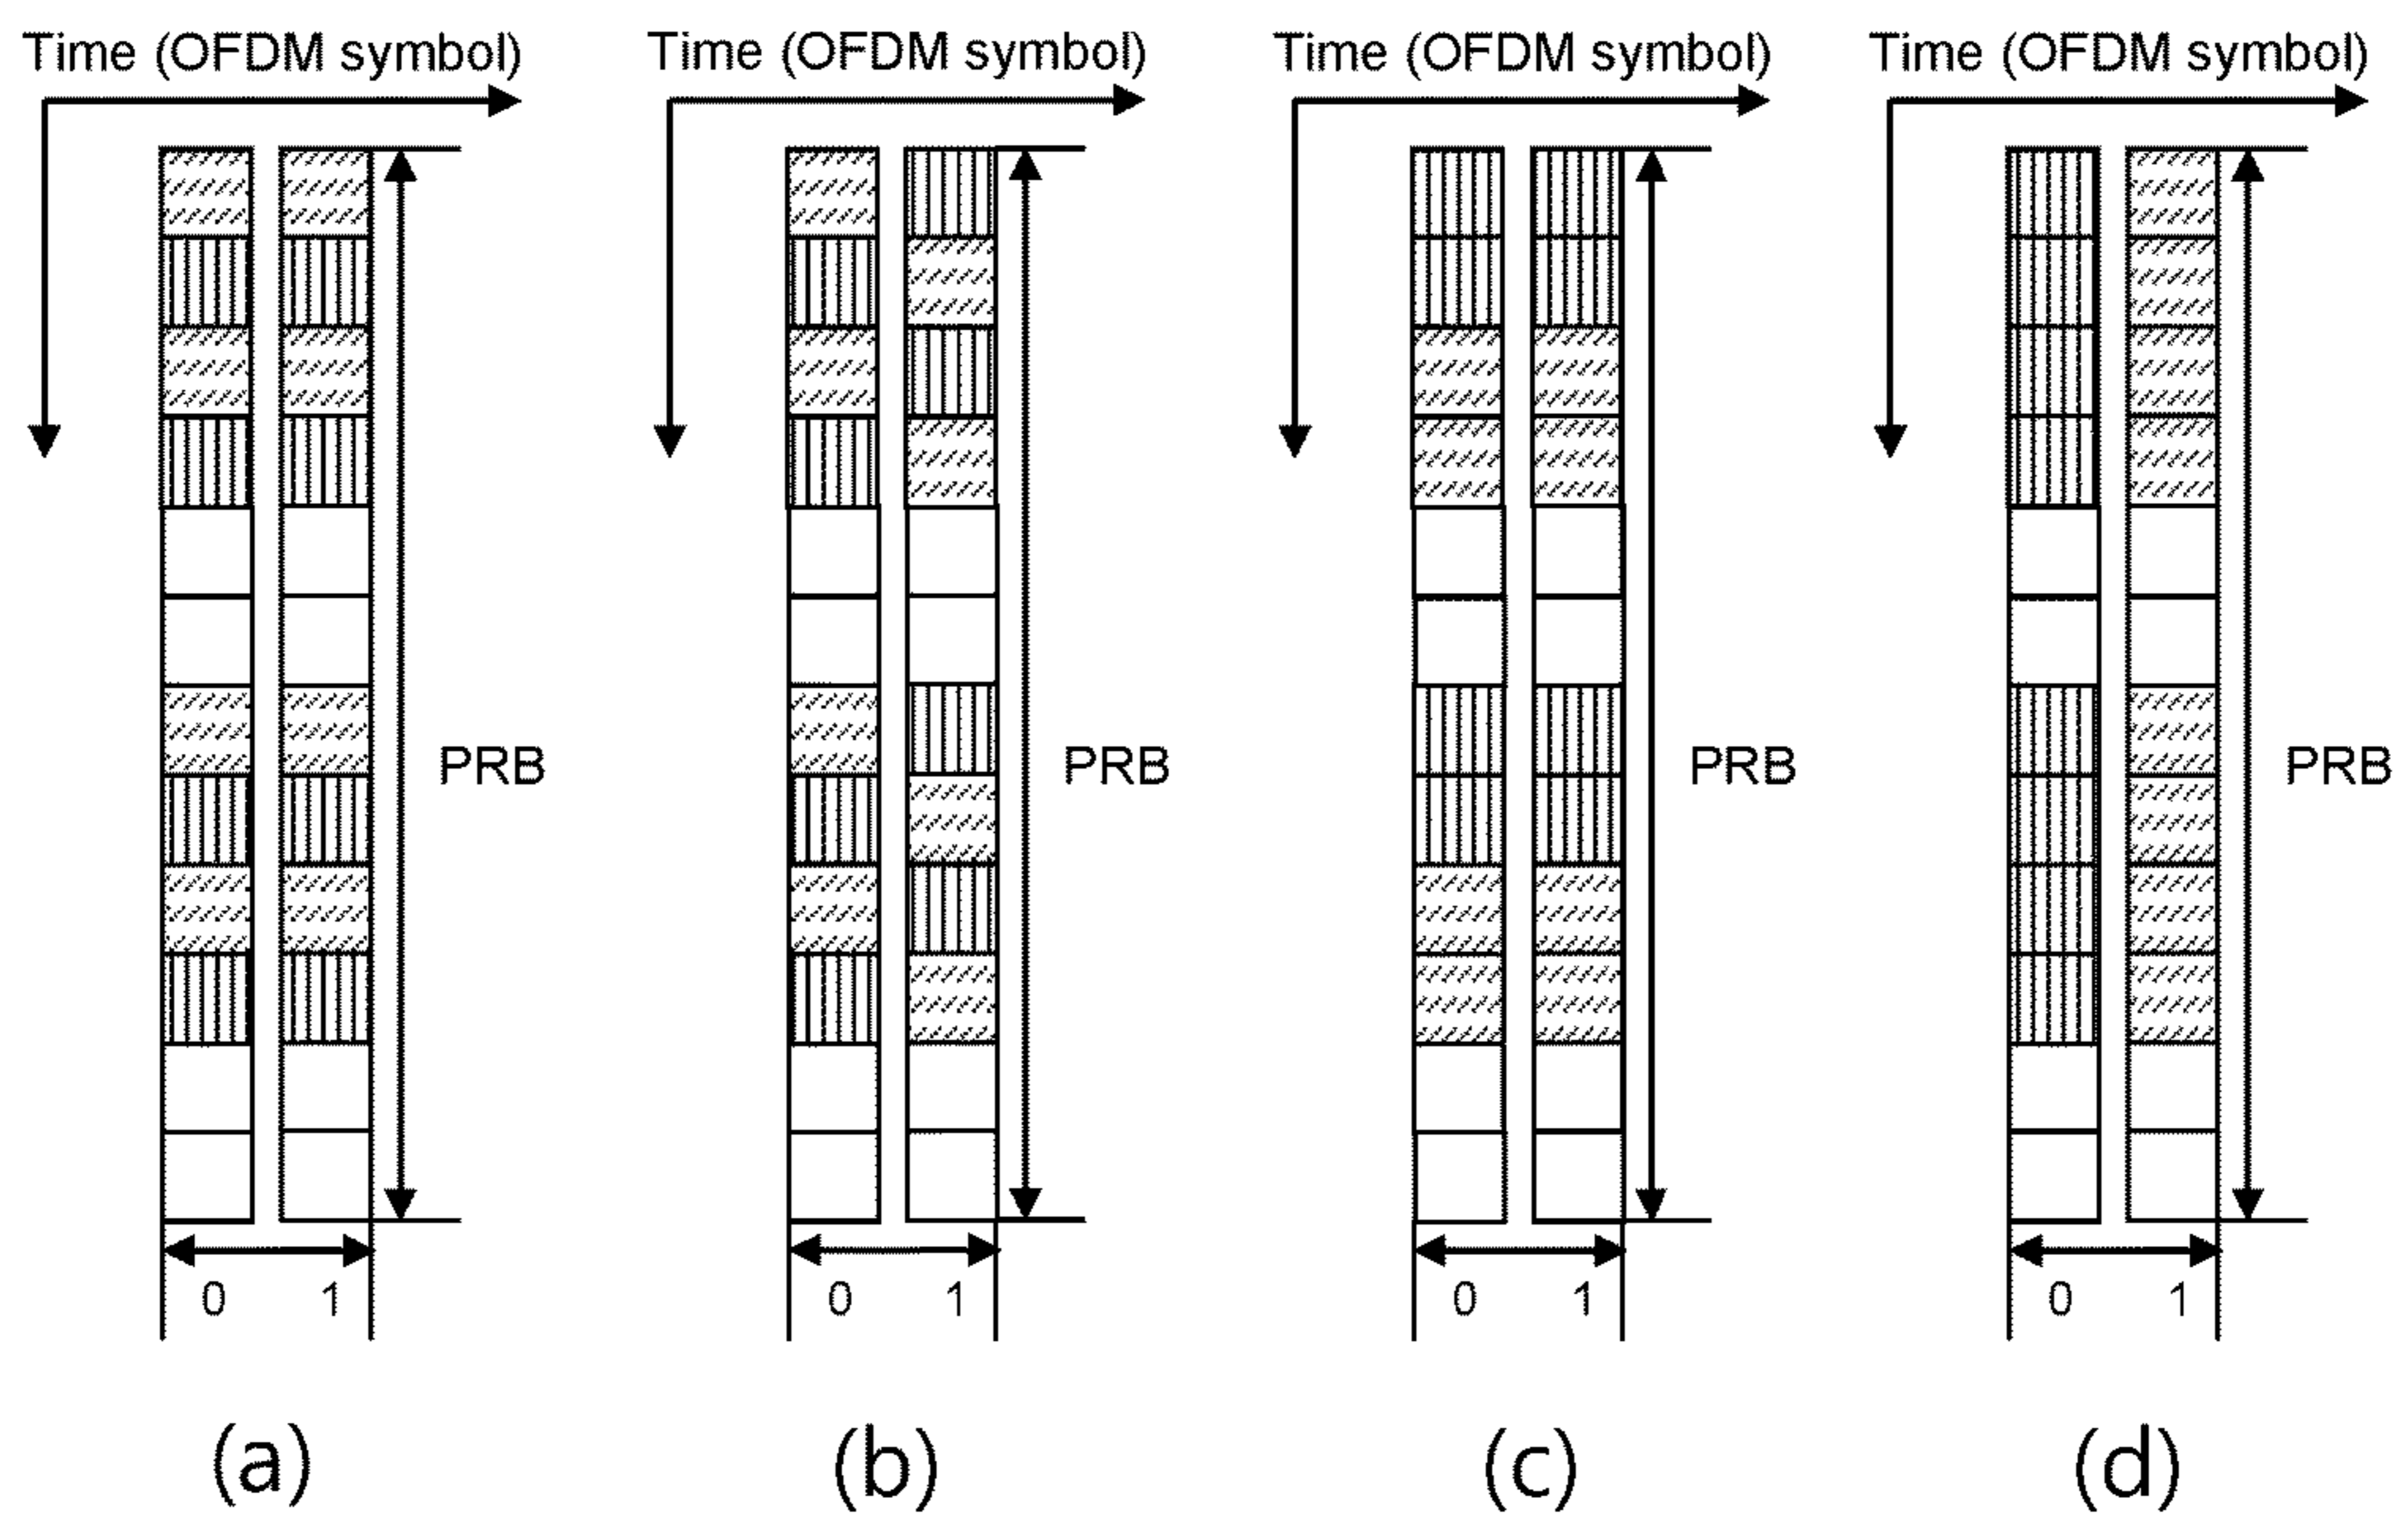 Time (OFDM symbol) Time (OFDM symbol) Time (OFDM symbol) Time (OFDM symbol)
PRB PRB PRB PRB
0 1 0 1 0 1 0 1
(a) (b) (c) (d)